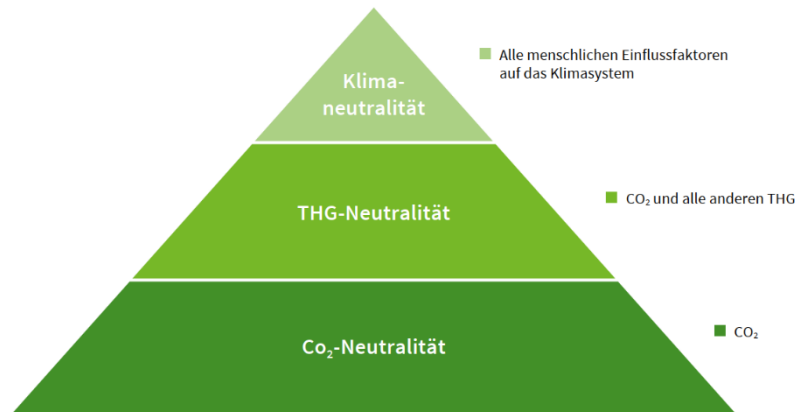 Klima-
neutralität
Alle menschlichen Einflussfaktoren
auf das Klimasystem
THG-Neutralität
CO₂ und alle anderen THG
Co₂-Neutralität
CO₂